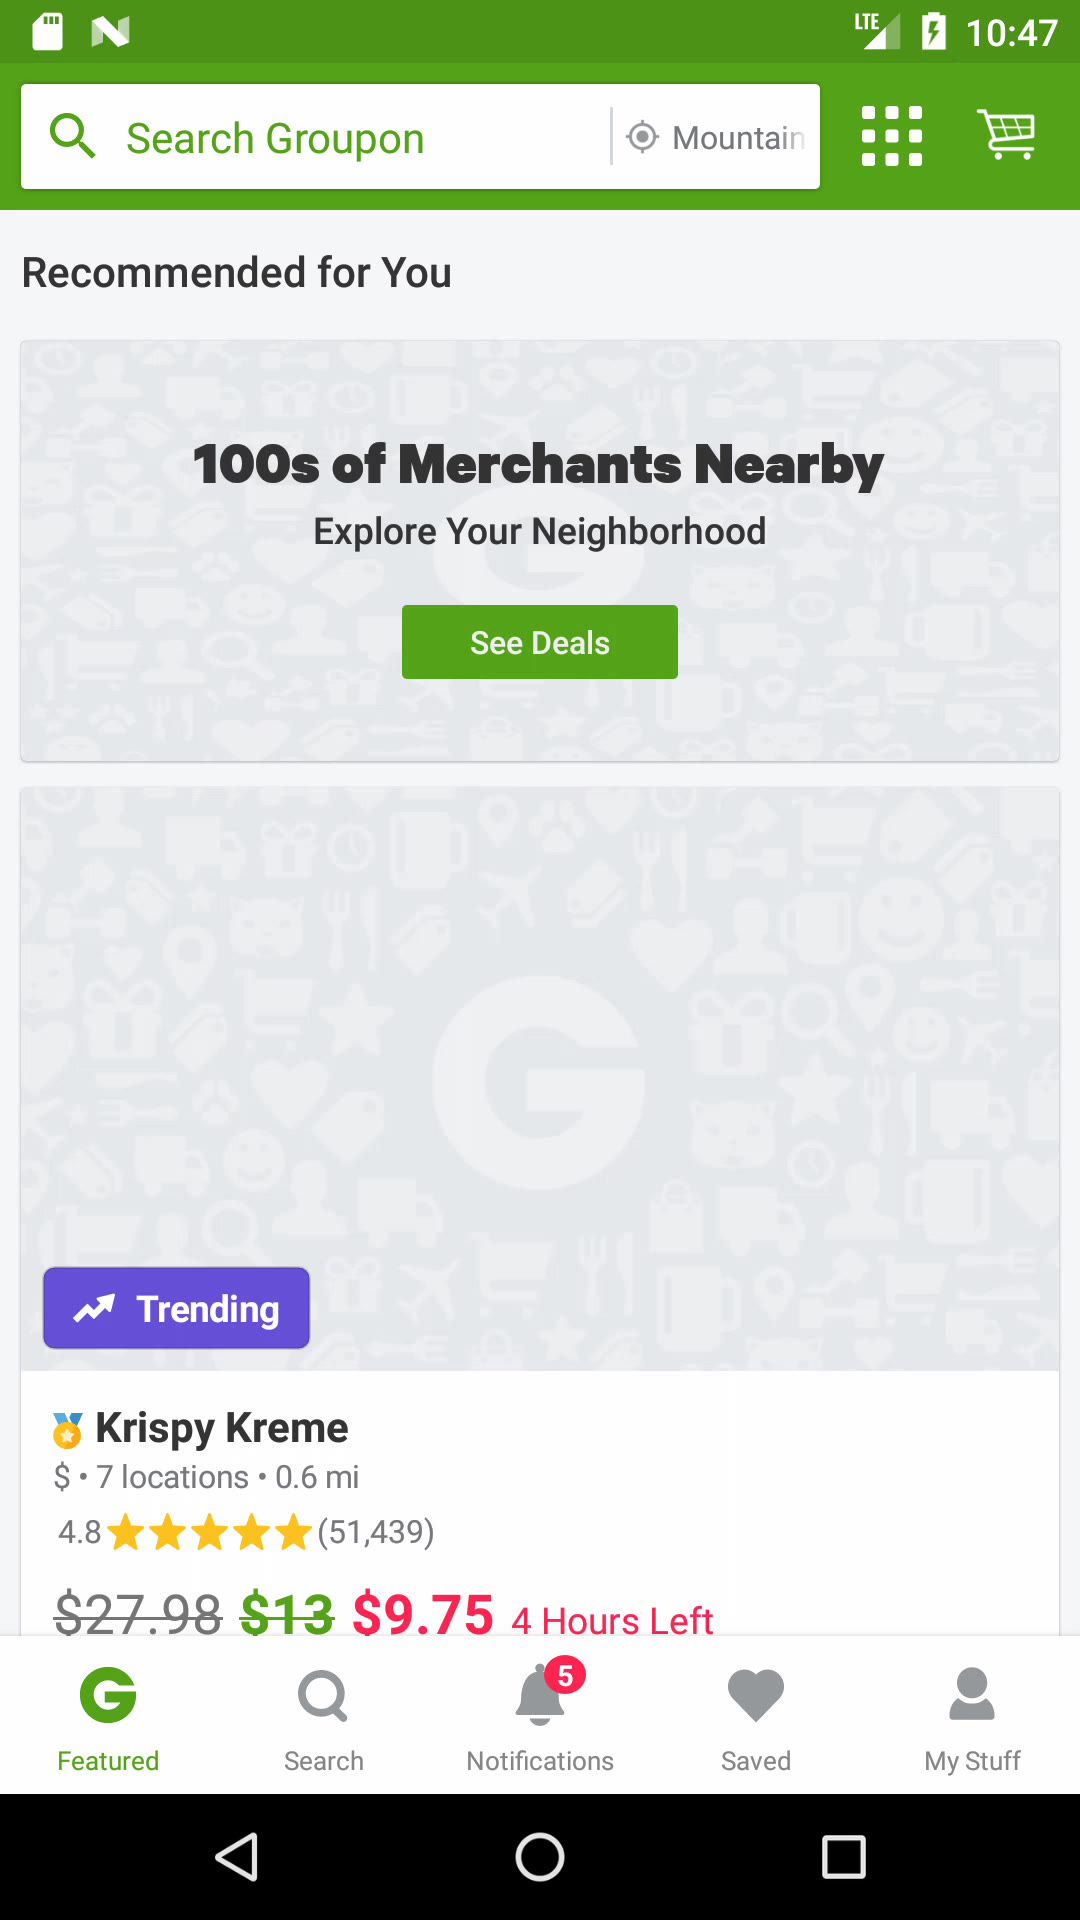 LTE 10:47
Search Groupon Mountain
Recommended for You
100s of Merchants Nearby
Explore Your Neighborhood
See Deals
Trending
Krispy Kreme
$ • 7 locations • 0.6 mi
4.8 (51,439)
$27.98 $13 $9.75 4 Hours Left
5
Featured Search Notifications Saved My Stuff